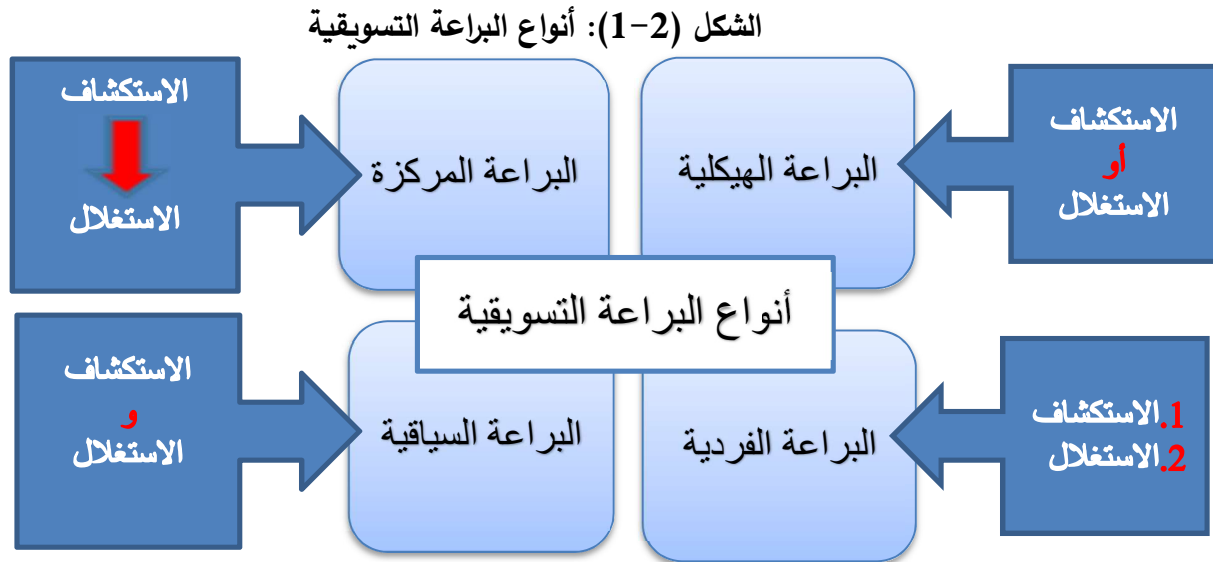 الشكل (2-1): أنواع البراعة التسويقية
الاستكشاف
أو
الاستغلال
البراعة الهيكلية
البراعة المركزة
الاستكشاف
الاستغلال
أنواع البراعة التسويقية
1.الاستكشاف
2.الاستغلال
البراعة الفردية
البراعة السياقية
الاستكشاف
و
الاستغلال